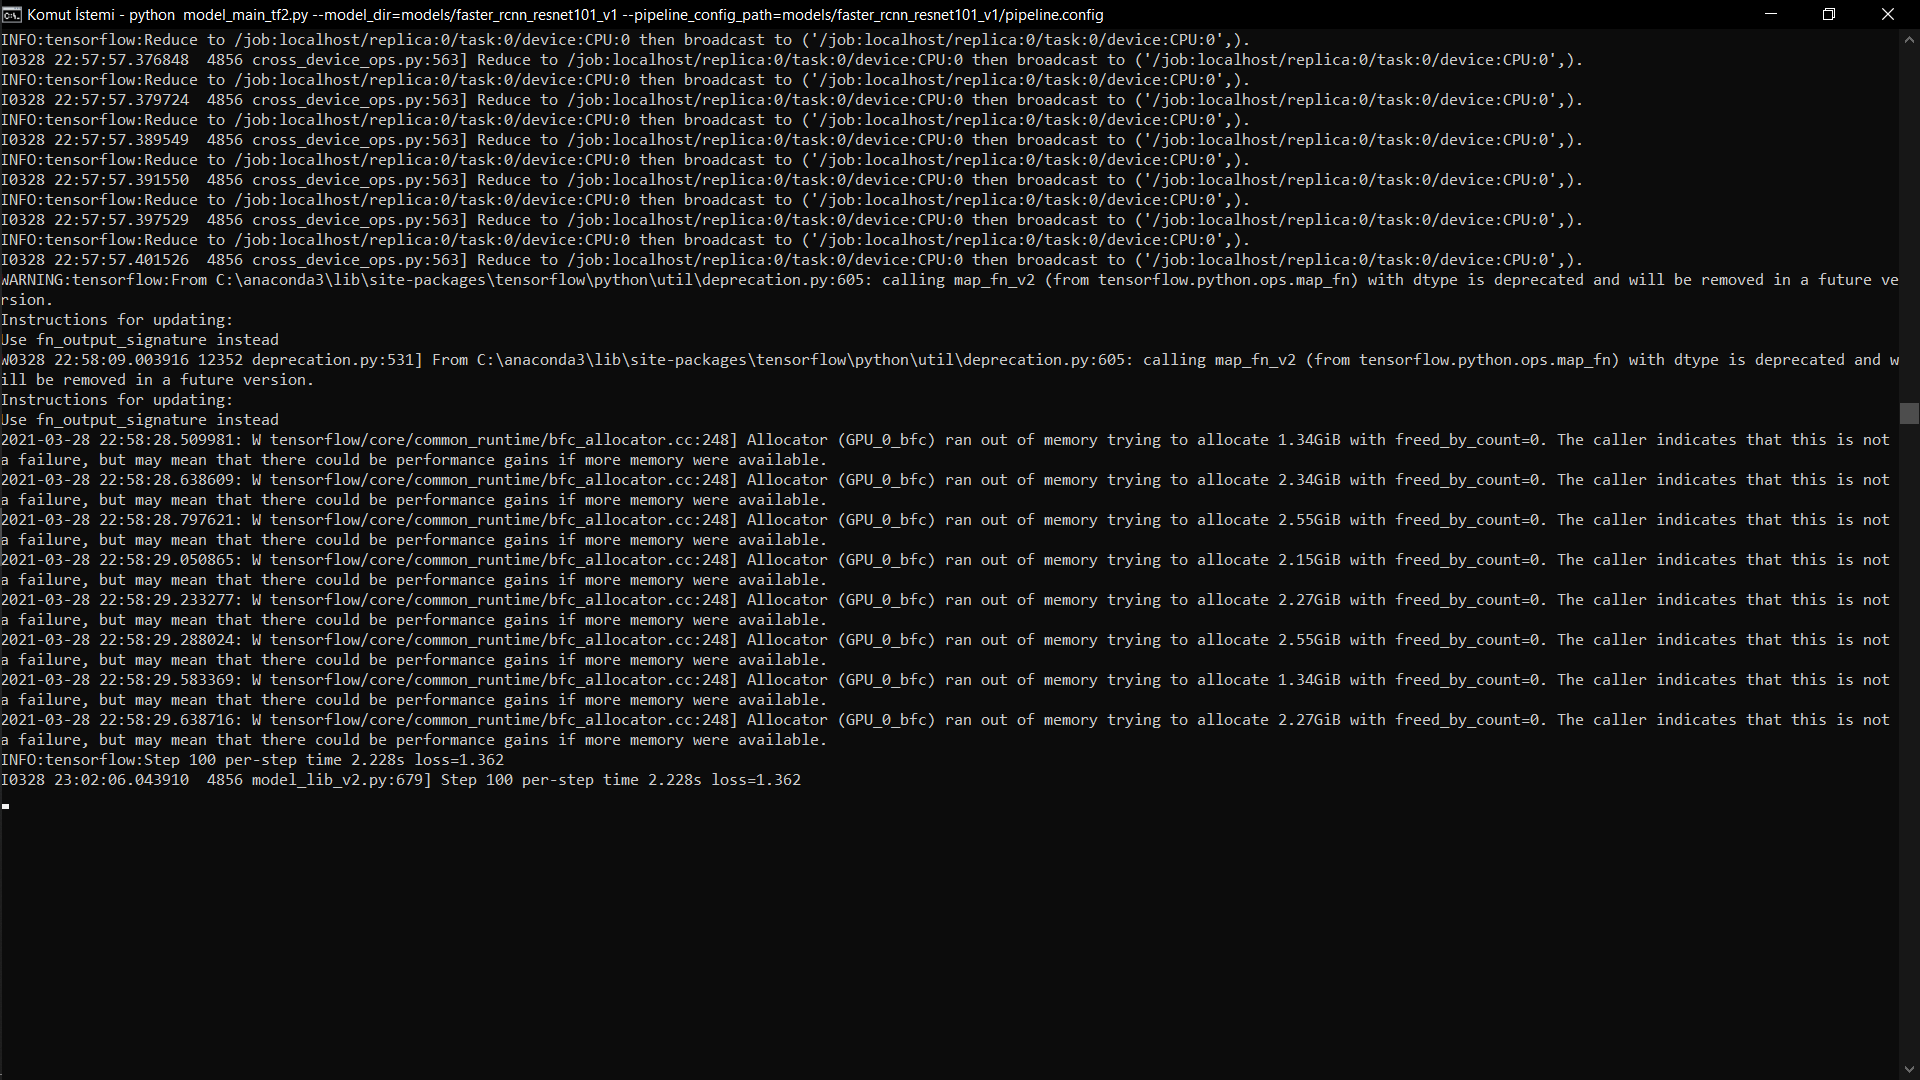 Komut İstemi - python  model_main_tf2.py --model_dir=models/faster_rcnn_resnet101_v1 --pipeline_config_path=models/faster_rcnn_resnet101_v1/pipeline.config
INFO:tensorflow:Reduce to /job:localhost/replica:0/task:0/device:CPU:0 then broadcast to ('/job:localhost/replica:0/task:0/device:CPU:0',).
I0328 22:57:57.376848  4856 cross_device_ops.py:563] Reduce to /job:localhost/replica:0/task:0/device:CPU:0 then broadcast to ('/job:localhost/replica:0/task:0/device:CPU:0',).
INFO:tensorflow:Reduce to /job:localhost/replica:0/task:0/device:CPU:0 then broadcast to ('/job:localhost/replica:0/task:0/device:CPU:0',).
I0328 22:57:57.379724  4856 cross_device_ops.py:563] Reduce to /job:localhost/replica:0/task:0/device:CPU:0 then broadcast to ('/job:localhost/replica:0/task:0/device:CPU:0',).
INFO:tensorflow:Reduce to /job:localhost/replica:0/task:0/device:CPU:0 then broadcast to ('/job:localhost/replica:0/task:0/device:CPU:0',).
I0328 22:57:57.389549  4856 cross_device_ops.py:563] Reduce to /job:localhost/replica:0/task:0/device:CPU:0 then broadcast to ('/job:localhost/replica:0/task:0/device:CPU:0',).
INFO:tensorflow:Reduce to /job:localhost/replica:0/task:0/device:CPU:0 then broadcast to ('/job:localhost/replica:0/task:0/device:CPU:0',).
I0328 22:57:57.391550  4856 cross_device_ops.py:563] Reduce to /job:localhost/replica:0/task:0/device:CPU:0 then broadcast to ('/job:localhost/replica:0/task:0/device:CPU:0',).
INFO:tensorflow:Reduce to /job:localhost/replica:0/task:0/device:CPU:0 then broadcast to ('/job:localhost/replica:0/task:0/device:CPU:0',).
I0328 22:57:57.397529  4856 cross_device_ops.py:563] Reduce to /job:localhost/replica:0/task:0/device:CPU:0 then broadcast to ('/job:localhost/replica:0/task:0/device:CPU:0',).
INFO:tensorflow:Reduce to /job:localhost/replica:0/task:0/device:CPU:0 then broadcast to ('/job:localhost/replica:0/task:0/device:CPU:0',).
I0328 22:57:57.401526  4856 cross_device_ops.py:563] Reduce to /job:localhost/replica:0/task:0/device:CPU:0 then broadcast to ('/job:localhost/replica:0/task:0/device:CPU:0',).
WARNING:tensorflow:From C:\anaconda3\lib\site-packages\tensorflow\python\util\deprecation.py:605: calling map_fn_v2 (from tensorflow.python.ops.map_fn) with dtype is deprecated and will be removed in a future ve
rsion.
Instructions for updating:
Use fn_output_signature instead
W0328 22:58:09.003916 12352 deprecation.py:531] From C:\anaconda3\lib\site-packages\tensorflow\python\util\deprecation.py:605: calling map_fn_v2 (from tensorflow.python.ops.map_fn) with dtype is deprecated and w
ill be removed in a future version.
Instructions for updating:
Use fn_output_signature instead
2021-03-28 22:58:28.509981: W tensorflow/core/common_runtime/bfc_allocator.cc:248] Allocator (GPU_0_bfc) ran out of memory trying to allocate 1.34GiB with freed_by_count=0. The caller indicates that this is not
a failure, but may mean that there could be performance gains if more memory were available.
2021-03-28 22:58:28.638609: W tensorflow/core/common_runtime/bfc_allocator.cc:248] Allocator (GPU_0_bfc) ran out of memory trying to allocate 2.34GiB with freed_by_count=0. The caller indicates that this is not
a failure, but may mean that there could be performance gains if more memory were available.
2021-03-28 22:58:28.797621: W tensorflow/core/common_runtime/bfc_allocator.cc:248] Allocator (GPU_0_bfc) ran out of memory trying to allocate 2.55GiB with freed_by_count=0. The caller indicates that this is not
a failure, but may mean that there could be performance gains if more memory were available.
2021-03-28 22:58:29.050865: W tensorflow/core/common_runtime/bfc_allocator.cc:248] Allocator (GPU_0_bfc) ran out of memory trying to allocate 2.15GiB with freed_by_count=0. The caller indicates that this is not
a failure, but may mean that there could be performance gains if more memory were available.
2021-03-28 22:58:29.233277: W tensorflow/core/common_runtime/bfc_allocator.cc:248] Allocator (GPU_0_bfc) ran out of memory trying to allocate 2.27GiB with freed_by_count=0. The caller indicates that this is not
a failure, but may mean that there could be performance gains if more memory were available.
2021-03-28 22:58:29.288024: W tensorflow/core/common_runtime/bfc_allocator.cc:248] Allocator (GPU_0_bfc) ran out of memory trying to allocate 2.55GiB with freed_by_count=0. The caller indicates that this is not
a failure, but may mean that there could be performance gains if more memory were available.
2021-03-28 22:58:29.583369: W tensorflow/core/common_runtime/bfc_allocator.cc:248] Allocator (GPU_0_bfc) ran out of memory trying to allocate 1.34GiB with freed_by_count=0. The caller indicates that this is not
a failure, but may mean that there could be performance gains if more memory were available.
2021-03-28 22:58:29.638716: W tensorflow/core/common_runtime/bfc_allocator.cc:248] Allocator (GPU_0_bfc) ran out of memory trying to allocate 2.27GiB with freed_by_count=0. The caller indicates that this is not
a failure, but may mean that there could be performance gains if more memory were available.
INFO:tensorflow:Step 100 per-step time 2.228s loss=1.362
I0328 23:02:06.043910  4856 model_lib_v2.py:679] Step 100 per-step time 2.228s loss=1.362